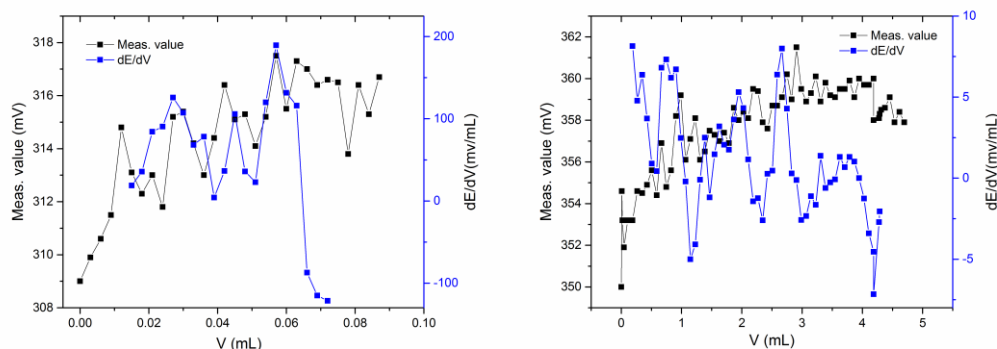 318
316
314
312
310
308
Meas. value (mV)
Meas. value
dE/dV
200
100
0
-100
dE/dV(mv/mL)
0.00 0.02 0.04 0.06 0.08 0.10
V (mL)
362
360
358
356
354
352
350
Meas. value (mV)
Meas. value
dE/dV
10
5
0
-5
dE/dV(mv/mL)
0 1 2 3 4 5
V (mL)